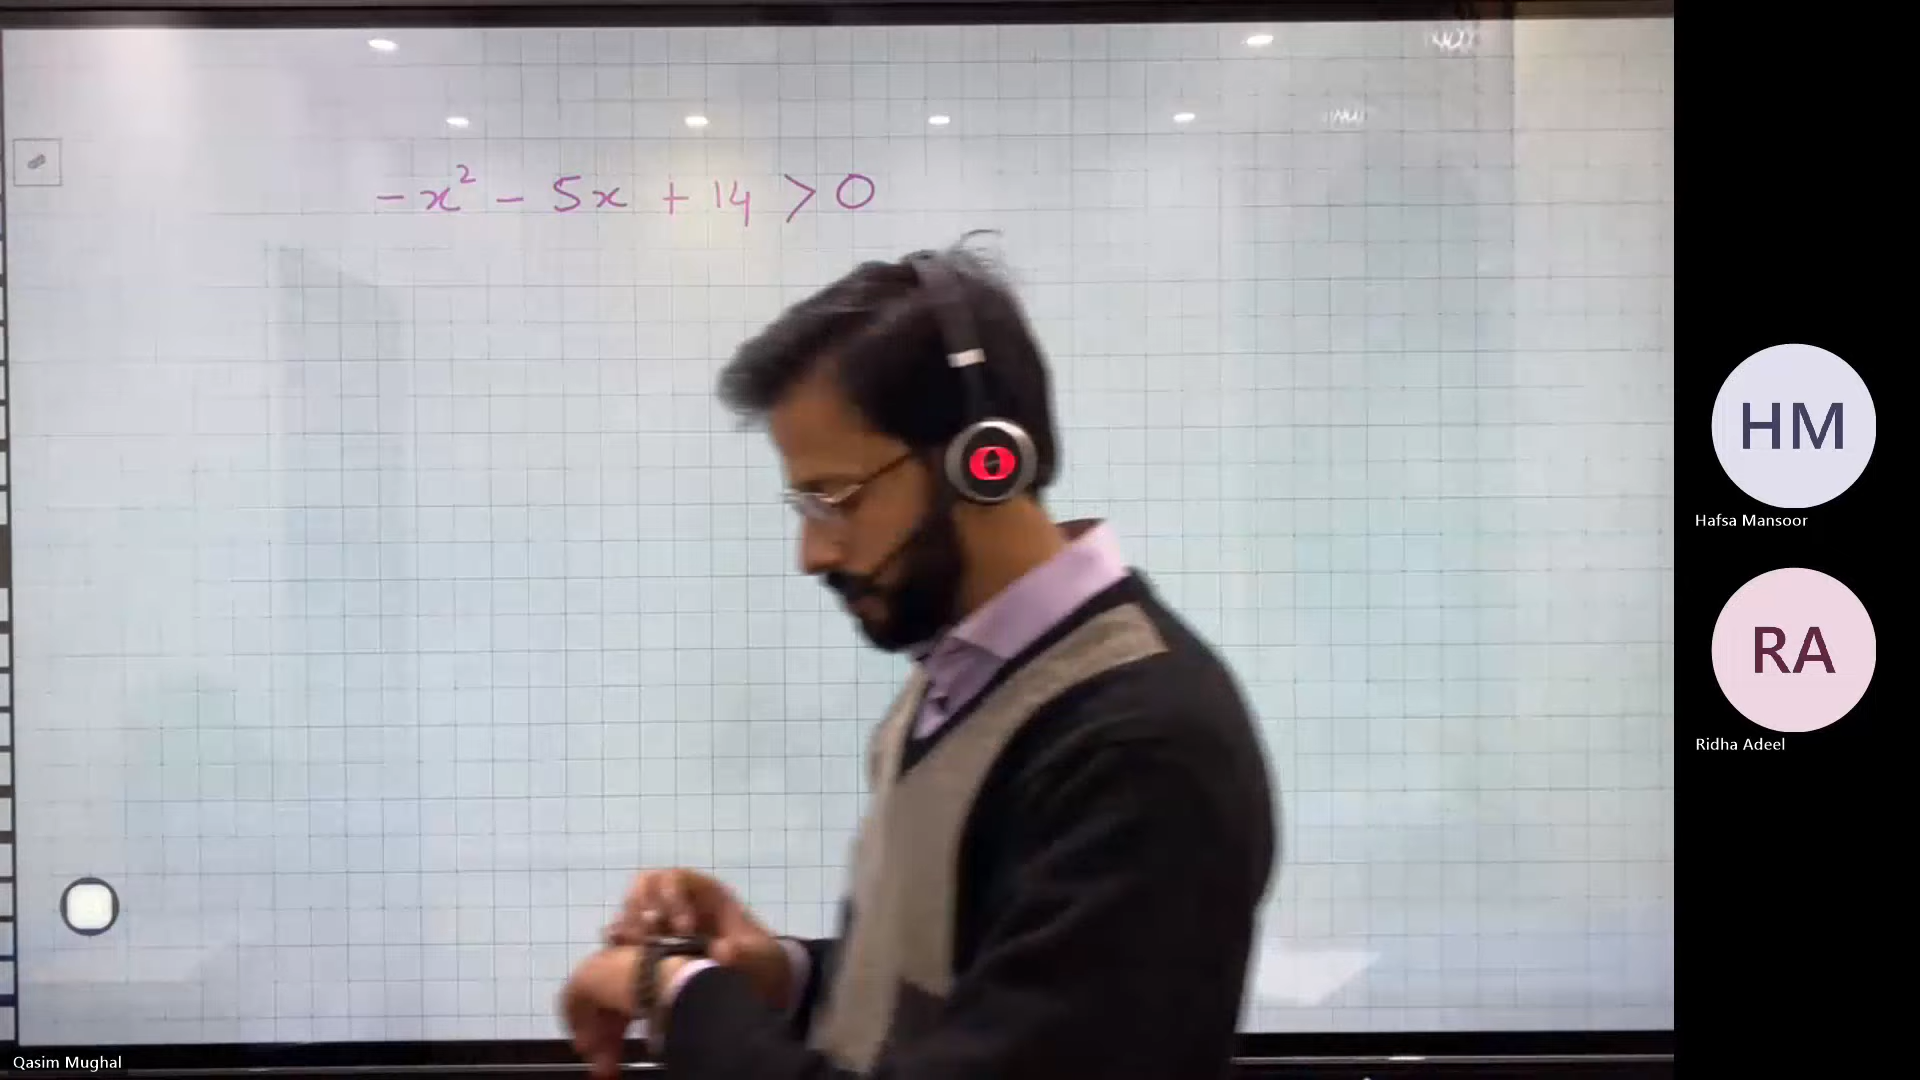 -x² - 5x + 14 > 0
HM
Hafsa Mansoor
RA
Ridha Adeel
Qasim Mughal